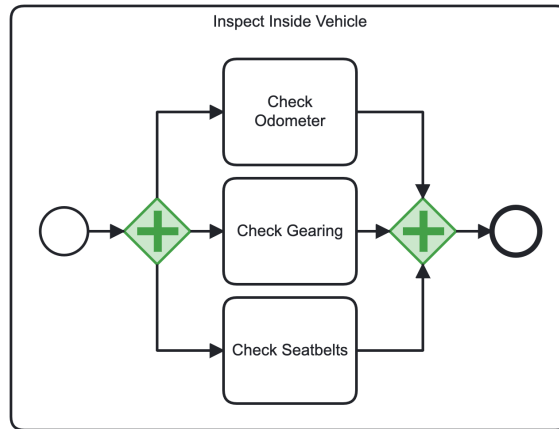 Inspect Inside Vehicle
Check
Odometer
Check Gearing
Check Seatbelts